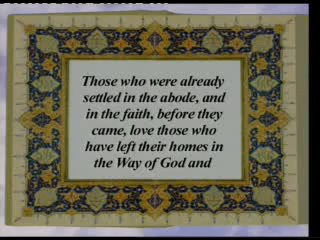 Those who were already
settled in the abode, and
in the faith, before they
came, love those who
have left their homes in
the Way of God and